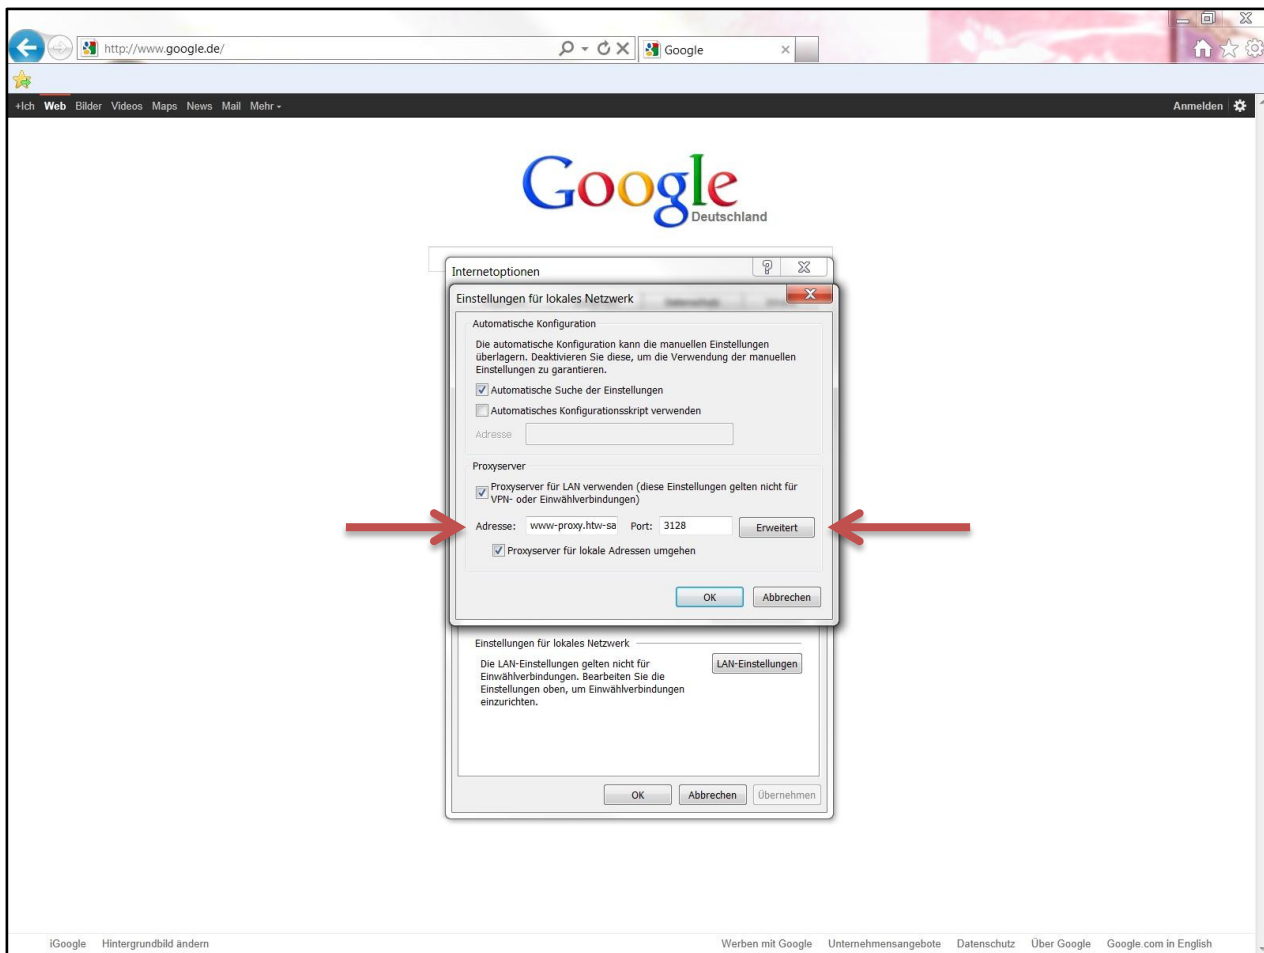 http://www.google.de/
Google
+Ich Web Bilder Videos Maps News Mail Mehr
Anmelden
Google
Deutschland
Internetoptionen
Einstellungen für lokales Netzwerk
Automatische Konfiguration
Die automatische Konfiguration kann die manuellen Einstellungen
überlagern. Deaktivieren Sie diese, um die Verwendung der manuellen
Einstellungen zu garantieren.
Automatische Suche der Einstellungen
Automatisches Konfigurationsskript verwenden
Adresse
Proxyserver
Proxyserver für LAN verwenden (diese Einstellungen gelten nicht für
VPN- oder Einwählverbindungen)
Adresse: www-proxy.htw-sa Port: 3128 Erweitert
Proxyserver für lokale Adressen umgehen
OK Abbrechen
Einstellungen für lokales Netzwerk
Die LAN-Einstellungen gelten nicht für
Einwählverbindungen. Bearbeiten Sie die
Einstellungen oben, um Einwählverbindungen
einzurichten.
LAN-Einstellungen
OK Abbrechen Übernehmen
iGoogle Hintergrundbild ändern Werben mit Google Unternehmensangebote Datenschutz Über Google Google.com in English